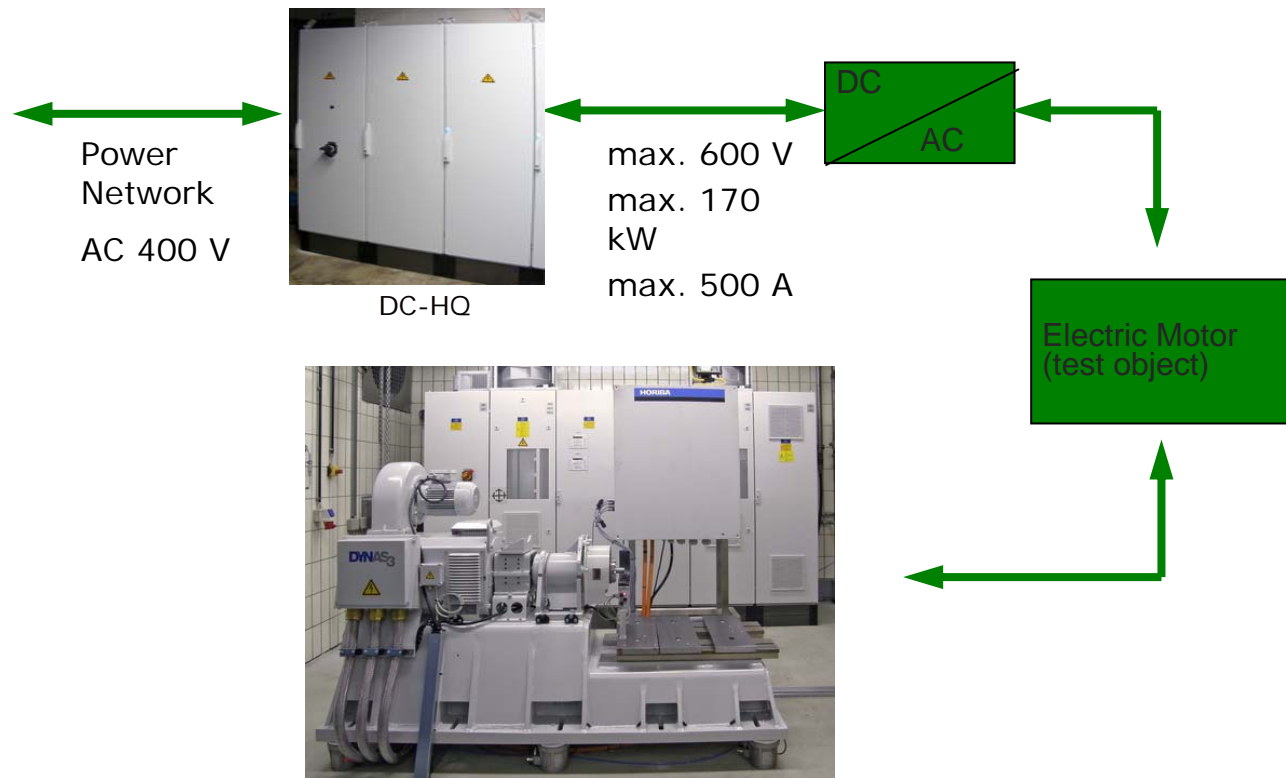 DC
AC
Power
Network
AC 400 V
max. 600 V
max. 170
kW
max. 500 A
DC-HQ
Electric Motor
(test object)
HORIBA
DYNAS3